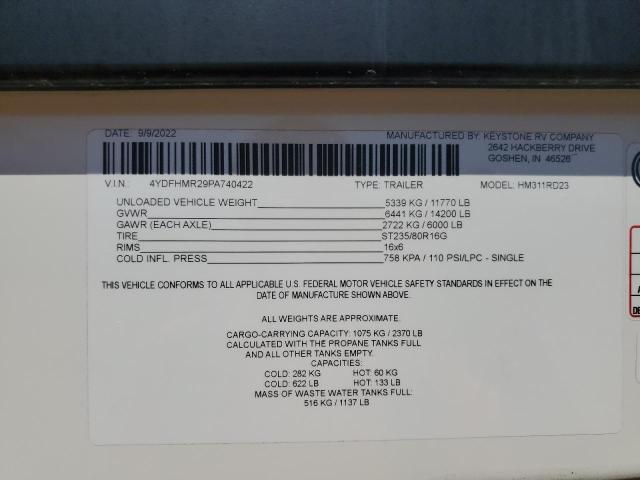 DATE: 9/9/2022 MANUFACTURED BY: KEYSTONE RV COMPANY
2642 HACKBERRY DRIVE
GOSHEN, IN 46526
V.I.N.: 4YDFHMR29PA740422 TYPE: TRAILER MODEL: HM311RD23
UNLOADED VEHICLE WEIGHT 5339 KG / 11770 LB
GVWR 6441 KG / 14200 LB
GAWR (EACH AXLE) 2722 KG / 6000 LB
TIRE ST235/80R16G
RIMS 16x6
COLD INFL. PRESS 758 KPA / 110 PSI/LPC - SINGLE
THIS VEHICLE CONFORMS TO ALL APPLICABLE U.S. FEDERAL MOTOR VEHICLE SAFETY STANDARDS IN EFFECT ON THE
DATE OF MANUFACTURE SHOWN ABOVE.
ALL WEIGHTS ARE APPROXIMATE.
CARGO-CARRYING CAPACITY: 1075 KG / 2370 LB
CALCULATED WITH THE PROPANE TANKS FULL
AND ALL OTHER TANKS EMPTY.
CAPACITIES:
COLD: 282 KG HOT: 60 KG
COLD: 622 LB HOT: 133 LB
MASS OF WASTE WATER TANKS FULL:
516 KG / 1137 LB